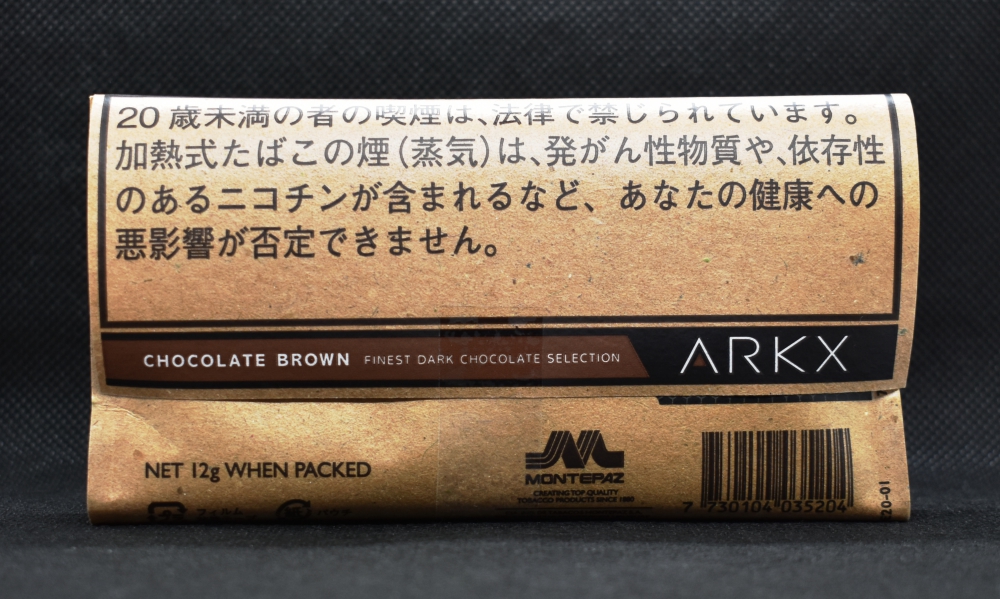 20歳未満の者の喫煙は、法律で禁じられています。
加熱式たばこの煙(蒸気)は、発がん性物質や、依存性
のあるニコチンが含まれるなど、あなたの健康への
悪影響が否定できません。
CHOCOLATE BROWN FINEST DARK CHOCOLATE SELECTION ARKX
NET 12g WHEN PACKED
MONTEPAZ
CREATING TOP QUALITY
TOBACCO PRODUCTS SINCE 1880
7 730104 035204
20-01